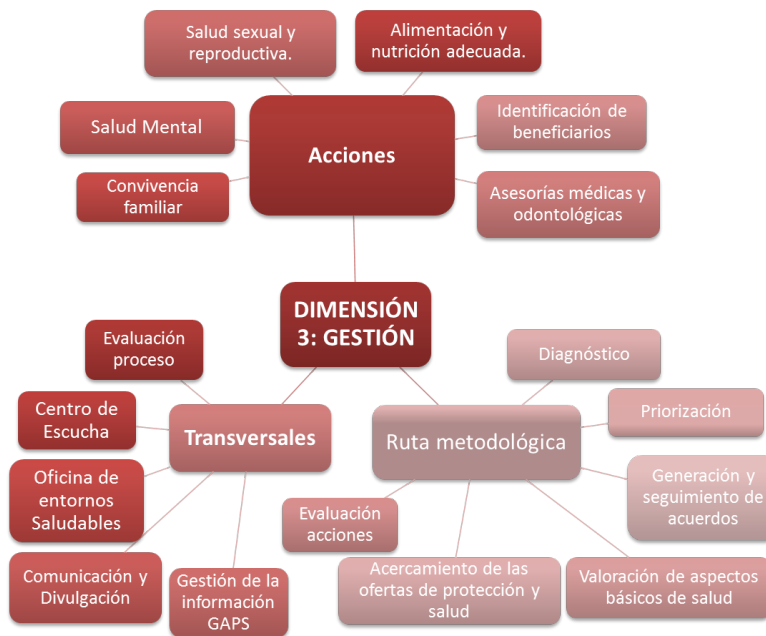 Salud sexual y
reproductiva.
Alimentación y
nutrición adecuada.
Salud Mental
Acciones
Identificación de
beneficiarios
Convivencia
familiar
Asesorías médicas y
odontológicas
DIMENSIÓN
3: GESTIÓN
Evaluación
proceso
Centro de
Escucha
Transversales
Oficina de
entornos
Saludables
Comunicación y
Divulgación
Gestión de la
información
GAPS
Diagnóstico
Priorización
Ruta metodológica
Generación y
seguimiento de
acuerdos
Evaluación
acciones
Acercamiento de las
ofertas de protección y
salud
Valoración de aspectos
básicos de salud